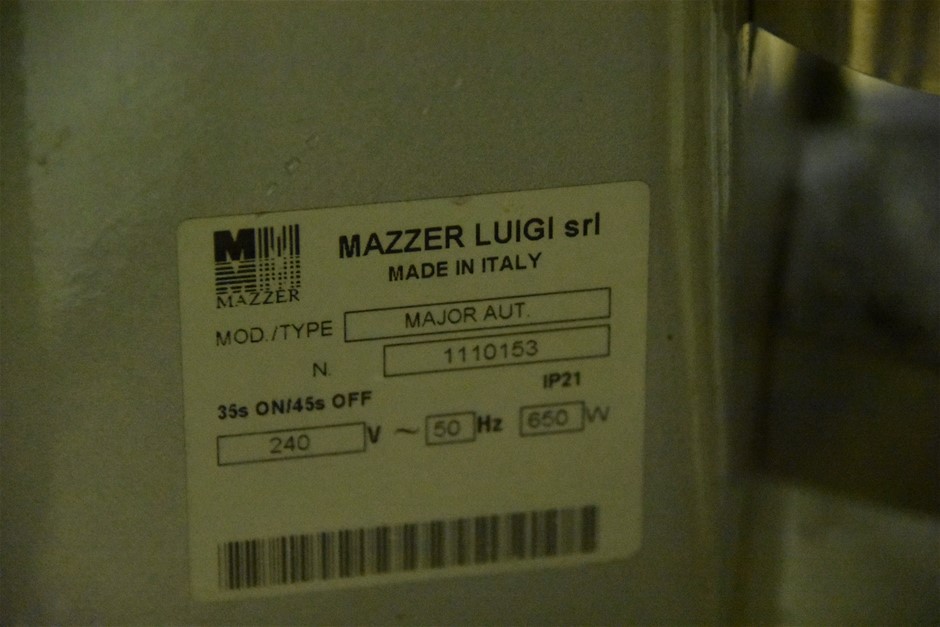 MAZZER LUIGI srl
MADE IN ITALY
MAZZER
MOD./TYPE MAJOR AUT.
N. 1110153
35s ON/45s OFF IP21
240 V ~ 50 Hz 650 W